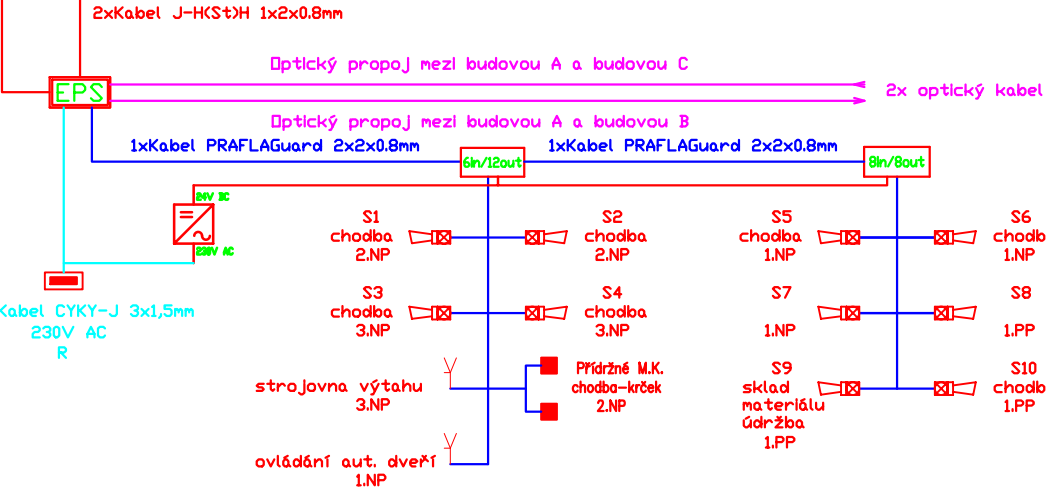 2xKabel J-H(St)H 1x2x0.8mm
Optický propoj mezi budovou A a budovou C
EPS
2x optický kabel
Optický propoj mezi budovou A a budovou B
1xKabel PRAFLAGuard 2x2x0.8mm
1xKabel PRAFLAGuard 2x2x0.8mm
6in/12out
8in/8out
24V DC
230V AC
S1
chodba
2.NP
S2
chodba
2.NP
S5
chodba
1.NP
S6
chodb
1.NP
S3
chodba
3.NP
S4
chodba
3.NP
S7
1.NP
S8
1.PP
Kabel CYKY-J 3x1,5mm
230V AC
R
strojovna výtahu
3.NP
Přídržné M.K.
chodba-krček
2.NP
S9
sklad
materiálu
údržba
1.PP
S10
chodb
1.PP
ovládání aut. dveří
1.NP